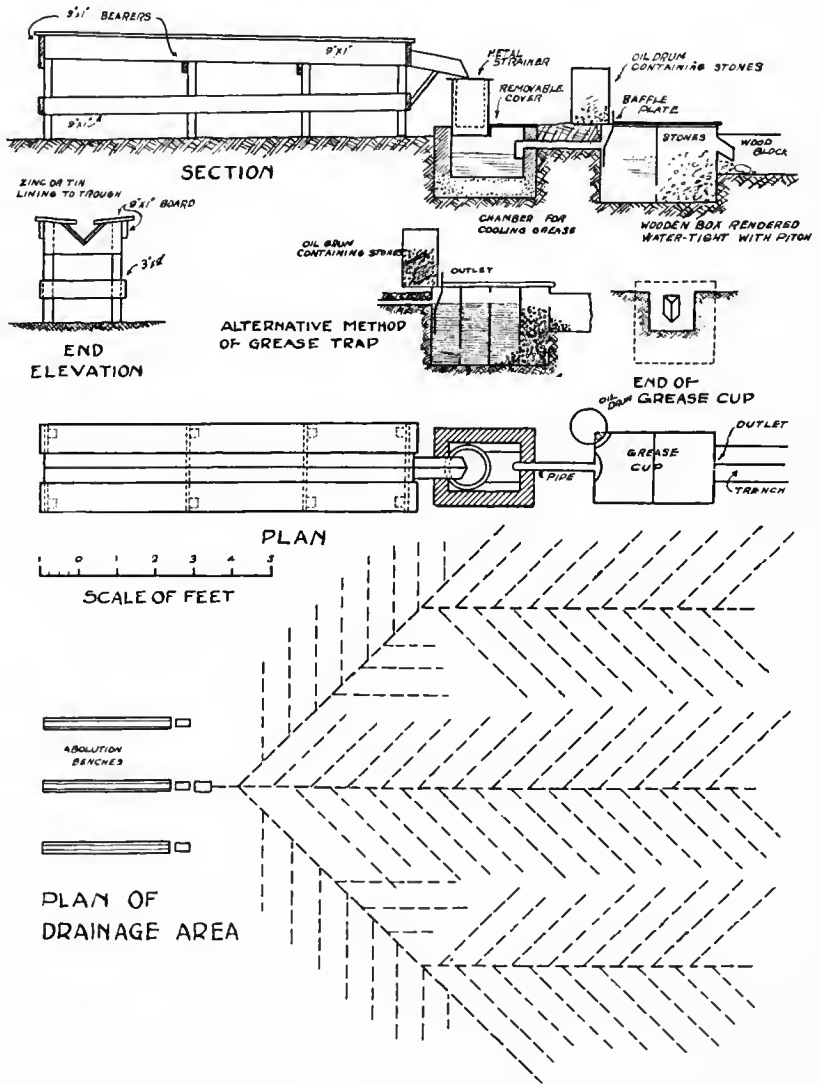 9"x1" BEARERS
9"x1"
9"x1"
SECTION
METAL
STRAINER
REMOVABLE
COVER
OIL DRUM
CONTAINING STONES
BAFFLE
PLATE
STONES
WOOD
BLOCK
CHAMBER FOR
COOLING GREASE
WOODEN BOX RENDERED
WATER-TIGHT WITH PITCH
ZINC OR TIN
LINING TO TROUGH
9"x1" BOARD
END
ELEVATION
OIL DRUM
CONTAINING STONES
OUTLET
ALTERNATIVE METHOD
OF GREASE TRAP
END OF
GREASE CUP
OIL DRUM
GREASE
CUP
OUTLET
PIPE
TRENCH
PLAN
1 0 1 2 3 4 5
SCALE OF FEET
ABOLUTION
BENCHES
PLAN OF
DRAINAGE AREA